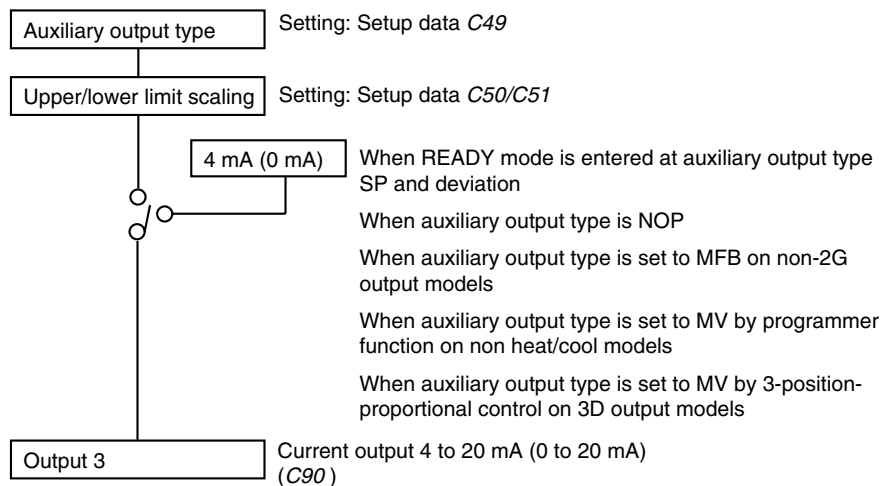 Auxiliary output type
Setting: Setup data C49
Upper/lower limit scaling
Setting: Setup data C50/C51
4 mA (0 mA)
When READY mode is entered at auxiliary output type
SP and deviation
When auxiliary output type is NOP
When auxiliary output type is set to MFB on non-2G
output models
When auxiliary output type is set to MV by programmer
function on non heat/cool models
When auxiliary output type is set to MV by 3-position-
proportional control on 3D output models
Output 3
Current output 4 to 20 mA (0 to 20 mA)
(C90 )